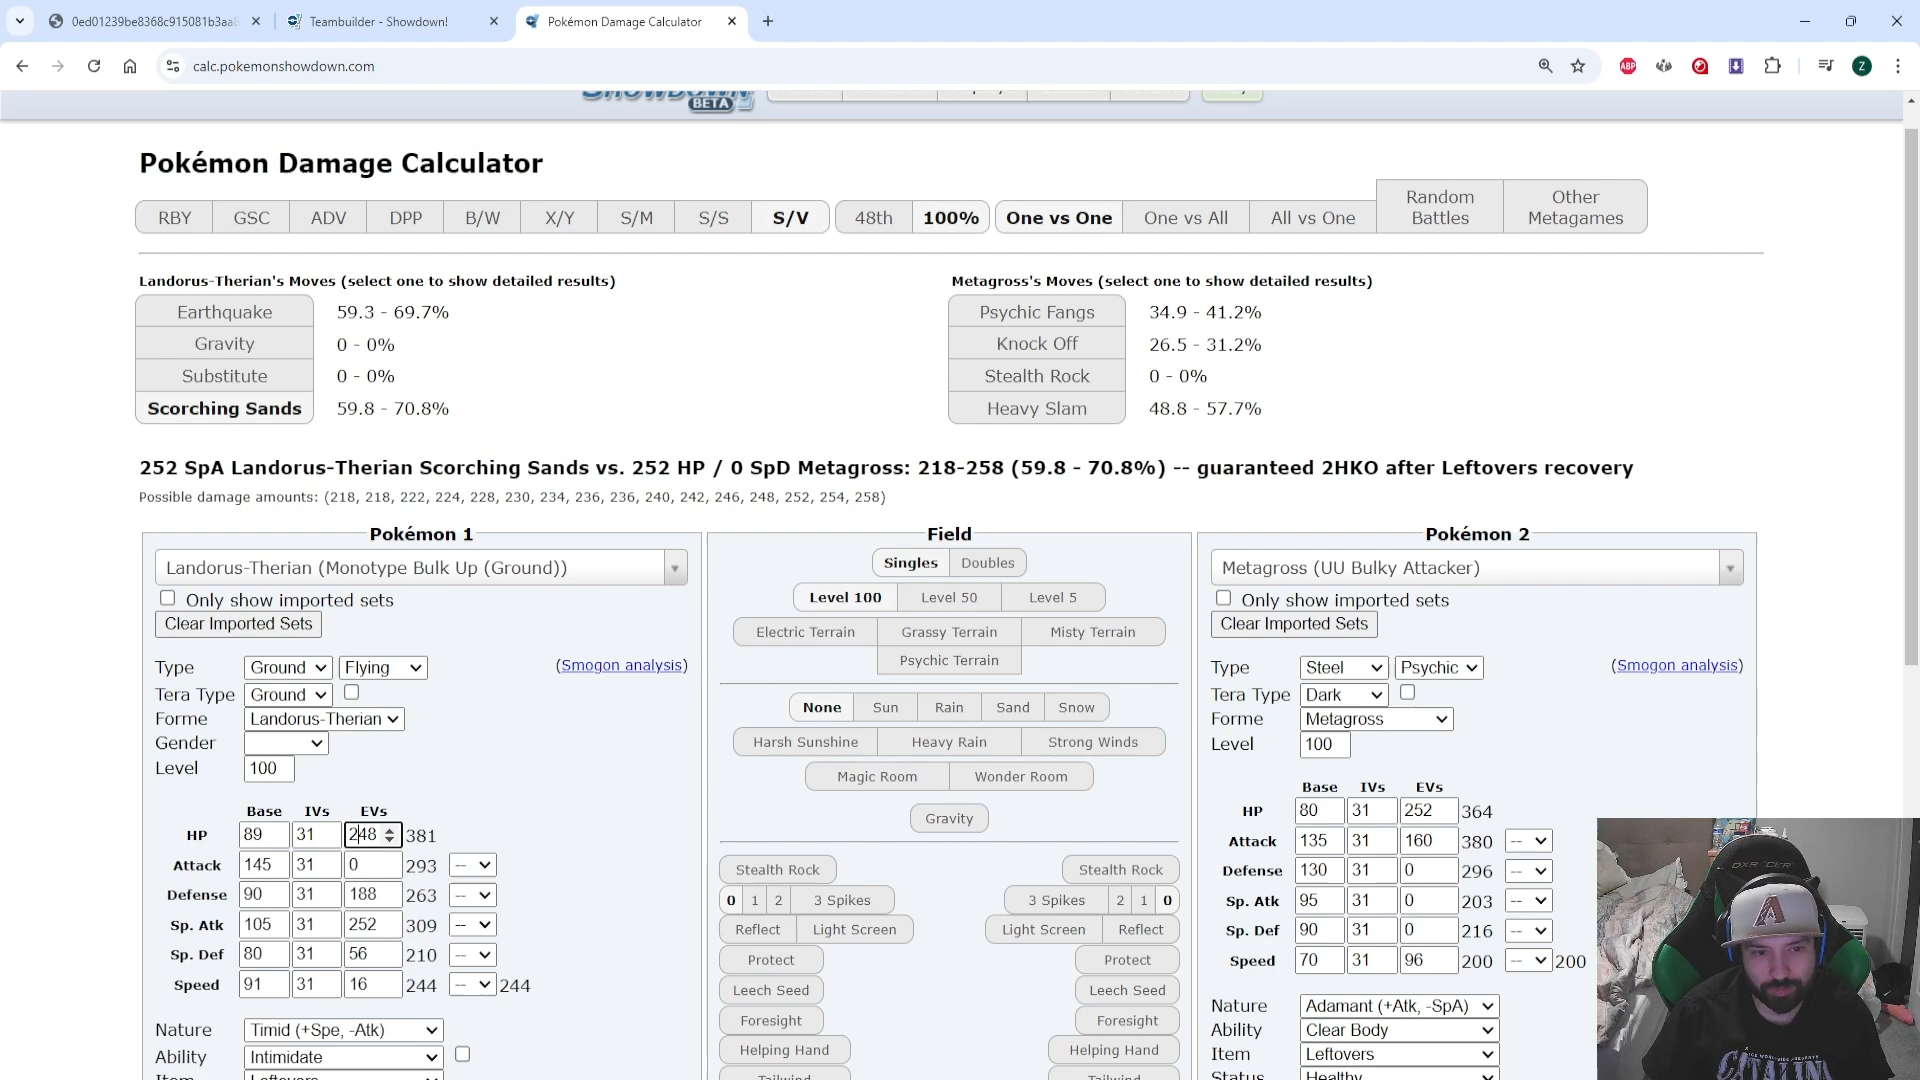 0ed01239be8368c915081b3aa8
Teambuilder - Showdown!
Pokémon Damage Calculator
calc.pokemonshowdown.com
ABP
Z
SHOWDOWN
BETA
Pokémon Damage Calculator
RBY GSC ADV DPP B/W X/Y S/M S/S S/V 48th 100% One vs One One vs All All vs One Random Battles Other Metagames
Landorus-Therian's Moves (select one to show detailed results)
Earthquake 59.3 - 69.7%
Gravity 0 - 0%
Substitute 0 - 0%
Scorching Sands 59.8 - 70.8%
Metagross's Moves (select one to show detailed results)
Psychic Fangs 34.9 - 41.2%
Knock Off 26.5 - 31.2%
Stealth Rock 0 - 0%
Heavy Slam 48.8 - 57.7%
252 SpA Landorus-Therian Scorching Sands vs. 252 HP / 0 SpD Metagross: 218-258 (59.8 - 70.8%) -- guaranteed 2HKO after Leftovers recovery
Possible damage amounts: (218, 218, 222, 224, 228, 230, 234, 236, 236, 240, 242, 246, 248, 252, 254, 258)
Pokémon 1
Landorus-Therian (Monotype Bulk Up (Ground))
Only show imported sets
Clear Imported Sets
Type Ground Flying (Smogon analysis)
Tera Type Ground
Forme Landorus-Therian
Gender
Level 100
Base IVs EVs
HP 89 31 248 381
Attack 145 31 0 293 --
Defense 90 31 188 263 --
Sp. Atk 105 31 252 309 --
Sp. Def 80 31 56 210 --
Speed 91 31 16 244 -- 244
Nature Timid (+Spe, -Atk)
Ability Intimidate
Item Leftovers
Field
Singles Doubles
Level 100 Level 50 Level 5
Electric Terrain Grassy Terrain Misty Terrain
Psychic Terrain
None Sun Rain Sand Snow
Harsh Sunshine Heavy Rain Strong Winds
Magic Room Wonder Room
Gravity
Stealth Rock Stealth Rock
0 1 2 3 Spikes 3 Spikes 2 1 0
Reflect Light Screen Light Screen Reflect
Protect Protect
Leech Seed Leech Seed
Foresight Foresight
Helping Hand Helping Hand
Tailwind Tailwind
Pokémon 2
Metagross (UU Bulky Attacker)
Only show imported sets
Clear Imported Sets
Type Steel Psychic (Smogon analysis)
Tera Type Dark
Forme Metagross
Level 100
Base IVs EVs
HP 80 31 252 364
Attack 135 31 160 380 --
Defense 130 31 0 296 --
Sp. Atk 95 31 0 203 --
Sp. Def 90 31 0 216 --
Speed 70 31 96 200 -- 200
Nature Adamant (+Atk, -SpA)
Ability Clear Body
Item Leftovers
Status Healthy
DXRACER
A
CATALINA